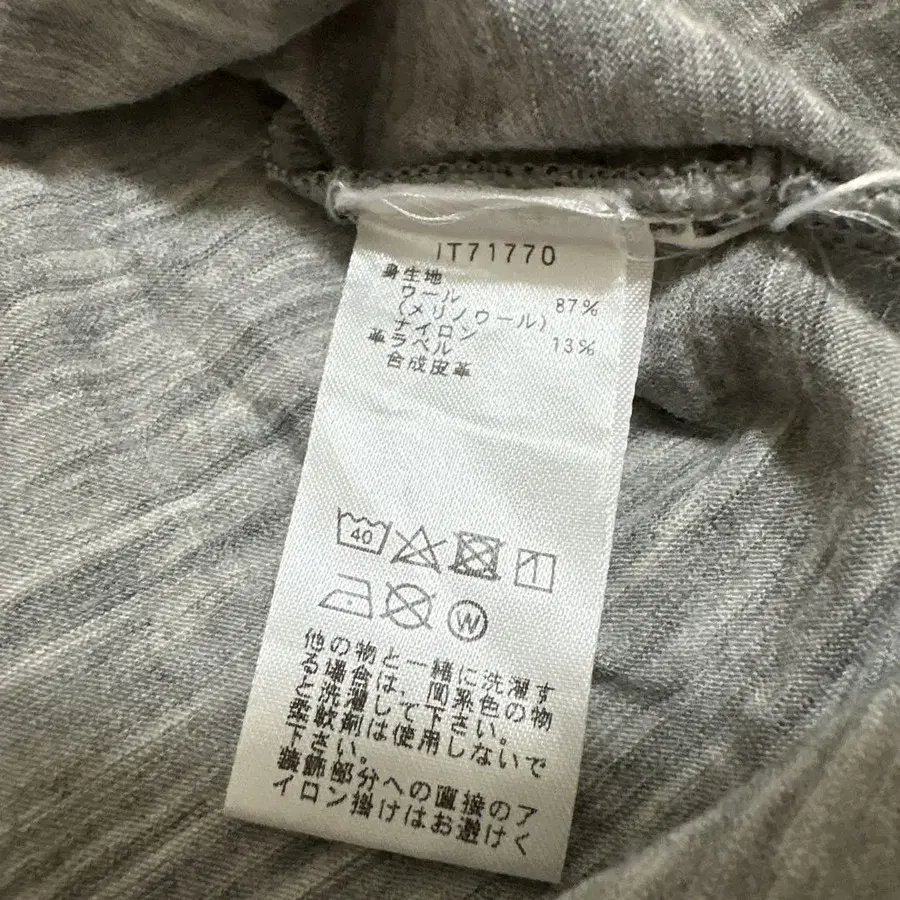 IT71770
身生地
ウール 87%
(メリノウール)
ナイロン 13%
革ラベル
合成皮革
40
W
他の物と一緒に洗濯す
る場合は、同系色の物
と洗濯して下さい。
柔軟剤は使用しないで
下さい。
装飾部分への直接のア
イロン掛けはお避けく